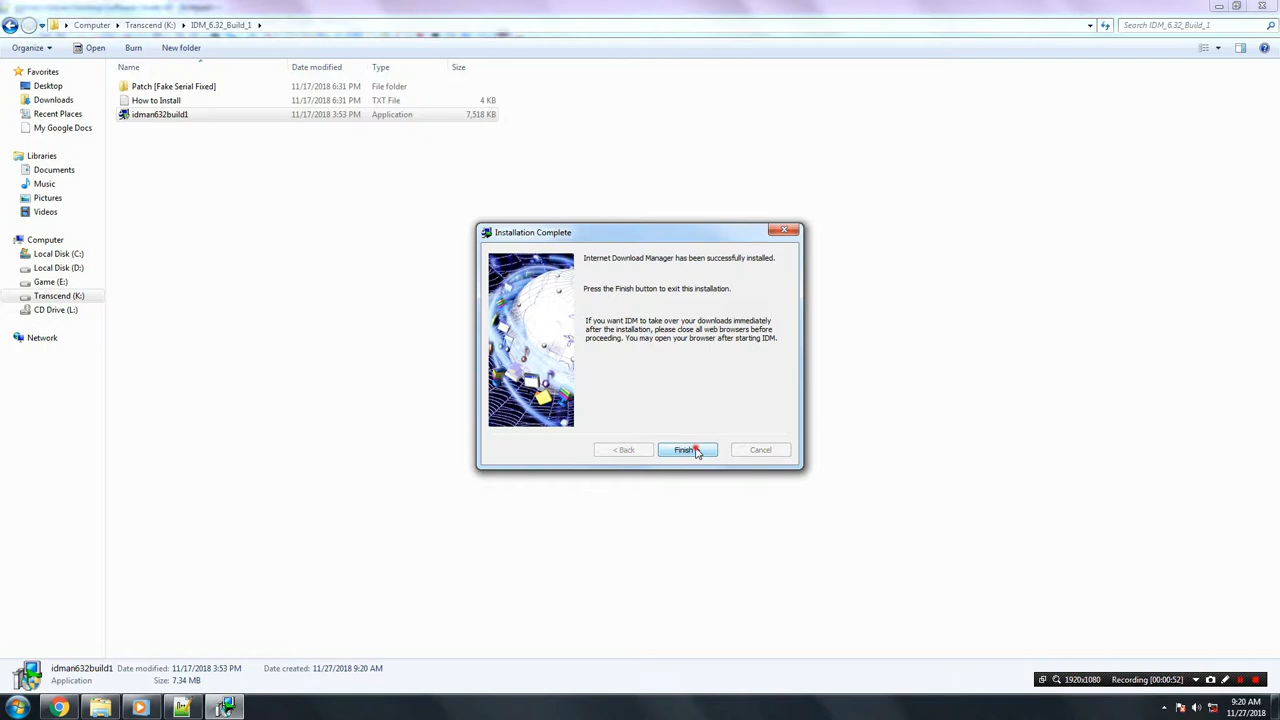 Computer ▸ Transcend (K:) ▸ IDM_6.32_Build_1 ▸
Search IDM_6.32_Build_1
Organize Open Burn New folder
Name Date modified Type Size
Favorites
Desktop
Downloads
Recent Places
My Google Docs
Libraries
Documents
Music
Pictures
Videos
Computer
Local Disk (C:)
Local Disk (D:)
Game (E:)
Transcend (K:)
CD Drive (L:)
Network
Patch [Fake Serial Fixed] 11/17/2018 6:31 PM File folder
How to Install 11/17/2018 6:31 PM TXT File 4 KB
idman632build1 11/17/2018 3:53 PM Application 7,518 KB
Installation Complete
Internet Download Manager has been successfully installed.
Press the Finish button to exit this installation.
If you want IDM to take over your downloads immediately
after the installation, please close all web browsers before
proceeding. You may open your browser after starting IDM.
< Back Finish Cancel
idman632build1 Date modified: 11/17/2018 3:53 PM Date created: 11/27/2018 9:20 AM
Application Size: 7.34 MB
1920x1080 Recording [00:00:52]
9:20 AM
11/27/2018